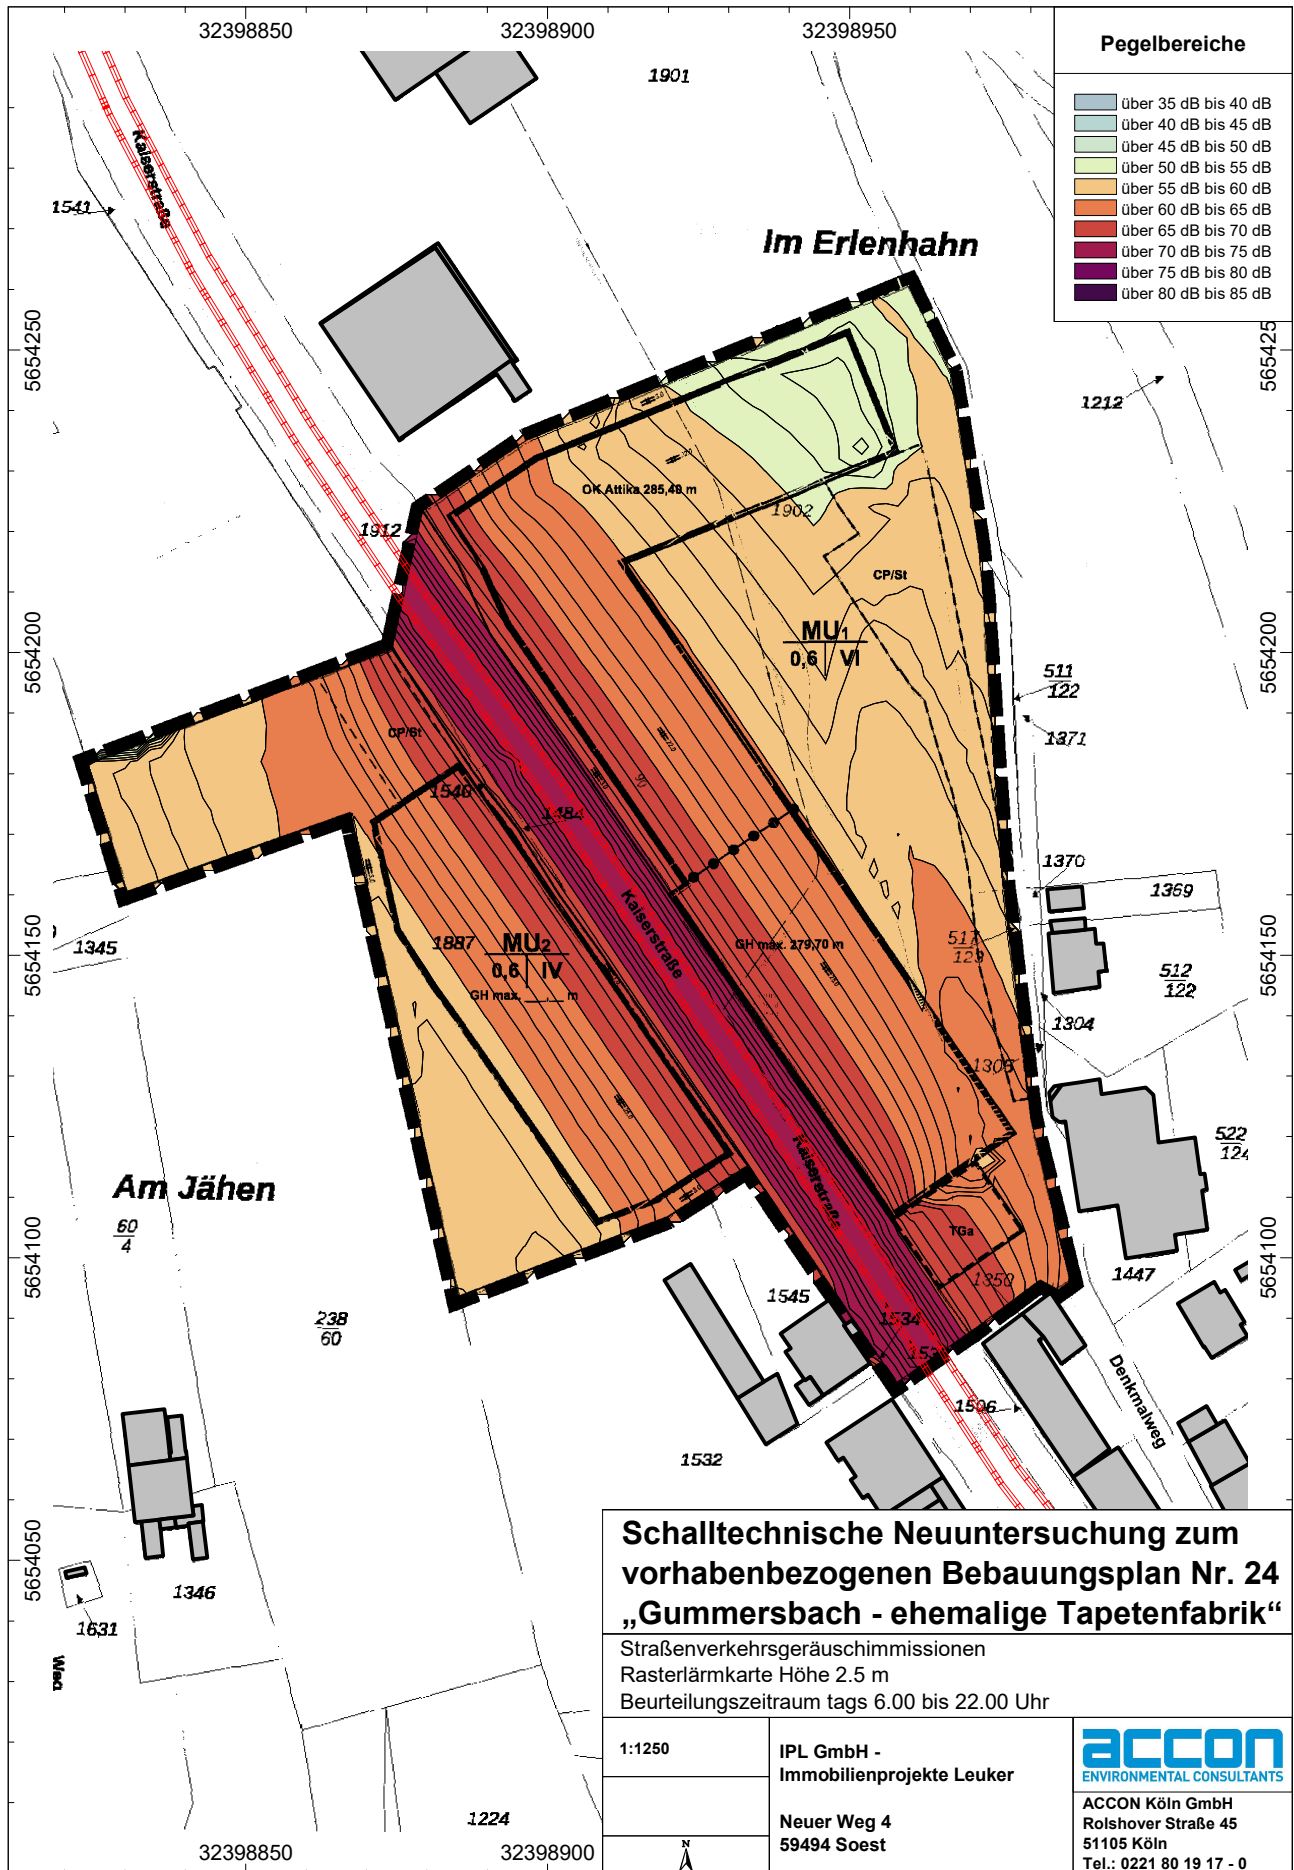 32398850
32398900
32398950
Pegelbereiche
über 35 dB bis 40 dB
über 40 dB bis 45 dB
über 45 dB bis 50 dB
über 50 dB bis 55 dB
über 55 dB bis 60 dB
über 60 dB bis 65 dB
über 65 dB bis 70 dB
über 70 dB bis 75 dB
über 75 dB bis 80 dB
über 80 dB bis 85 dB
1901
Kaiserstraße
1541
Im Erlenhahn
5654250
565425
1212
OK Attika 285,40 m
1902
1912
CP/St
MU1
0,6 VI
5654200
5654200
511
122
1371
CP/St
90
1540
1484
1370
1369
Kaiserstraße
1345
1887
MU2
0,6 IV
GH max. ____ m
GH max. 279,70 m
517
123
512
122
5654150
5654150
1304
1305
Kaiserstraße
522
124
Am Jähen
60
4
TGa
5654100
5654100
1350
1447
1545
238
60
1534
153
Denkmalweg
1506
1532
5654050
1346
1631
Schalltechnische Neuuntersuchung zum
vorhabenbezogenen Bebauungsplan Nr. 24
„Gummersbach - ehemalige Tapetenfabrik“
Straßenverkehrsgeräuschimmissionen
Rasterlärmkarte Höhe 2.5 m
Beurteilungszeitraum tags 6.00 bis 22.00 Uhr
1:1250
IPL GmbH -
Immobilienprojekte Leuker
Neuer Weg 4
59494 Soest
N
accon
ENVIRONMENTAL CONSULTANTS
ACCON Köln GmbH
Rolshover Straße 45
51105 Köln
Tel.: 0221 80 19 17 - 0
1224
32398850
32398900